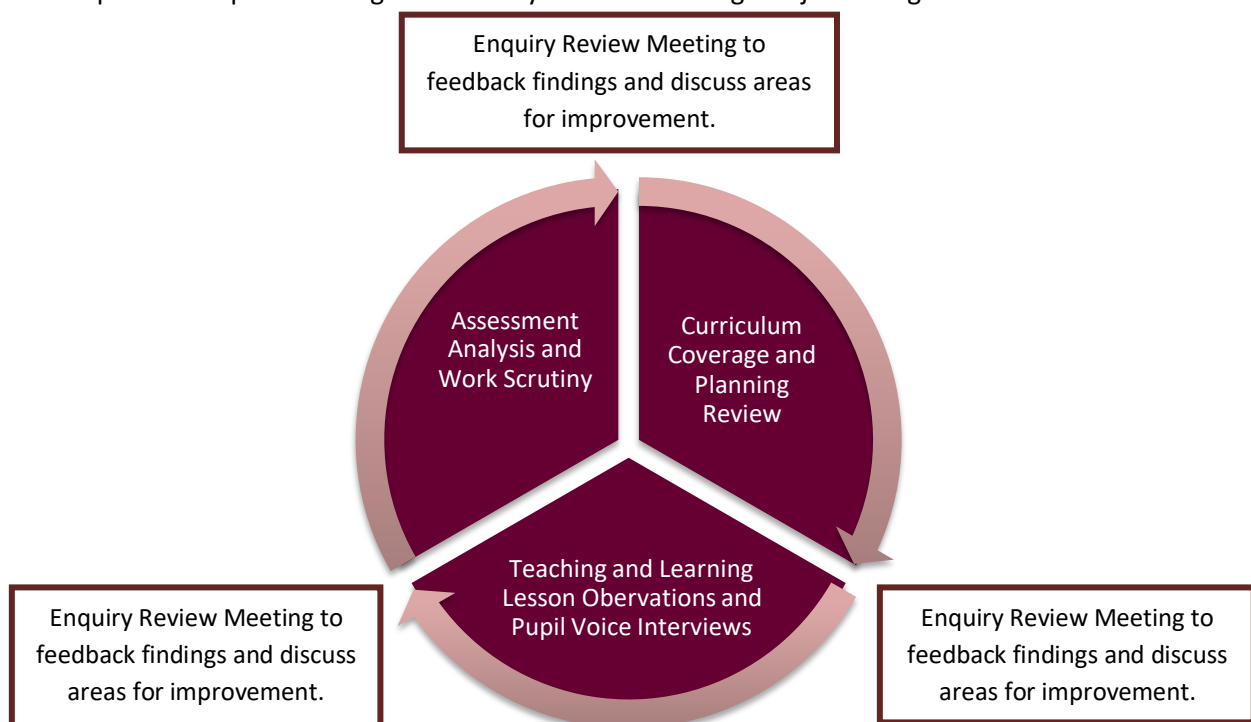 Enquiry Review Meeting to
feedback findings and discuss areas
for improvement.
Assessment
Analysis and
Work Scrutiny
Curriculum
Coverage and
Planning
Review
Teaching and Learning
Lesson Obervations and
Pupil Voice Interviews
Enquiry Review Meeting to
feedback findings and discuss
areas for improvement.
Enquiry Review Meeting to
feedback findings and discuss
areas for improvement.